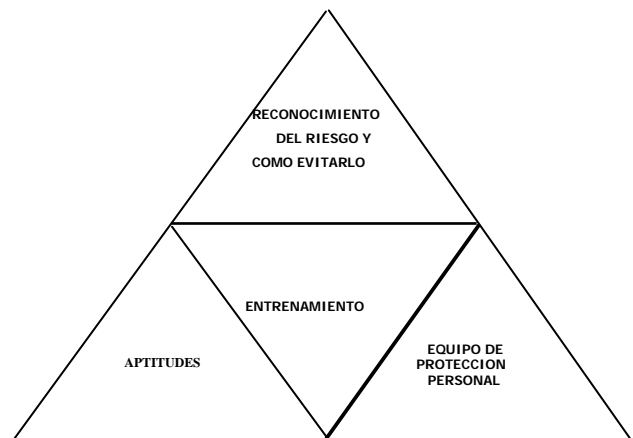 RECONOCIMIENTO
DEL RIESGO Y
COMO EVITARLO
ENTRENAMIENTO
APTITUDES
EQUIPO DE
PROTECCION
PERSONAL